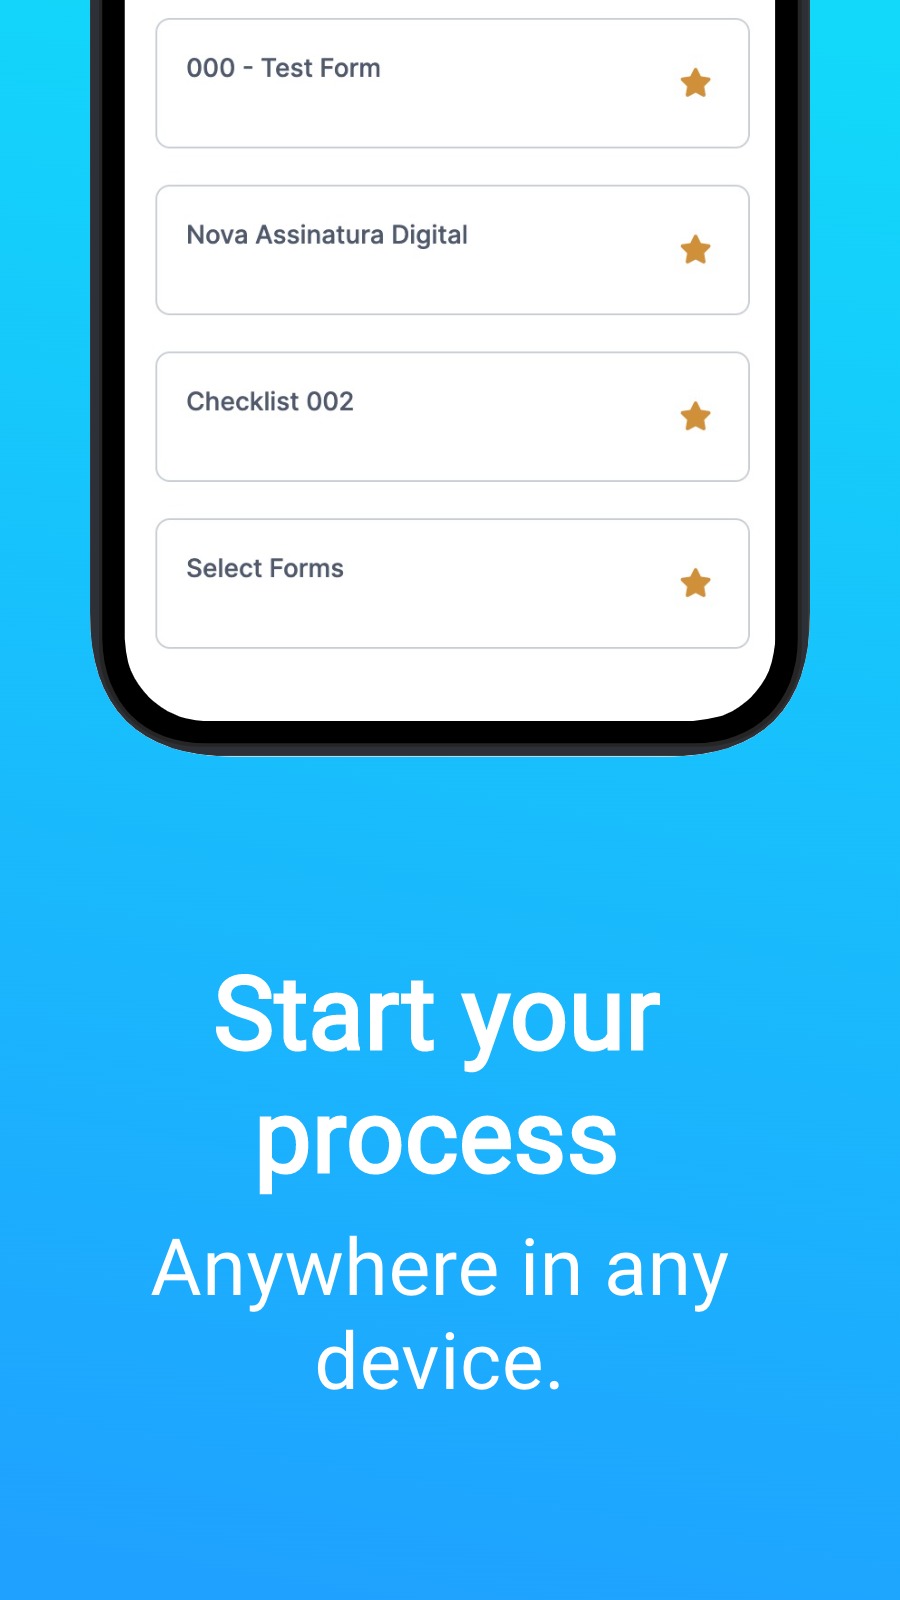 000 - Test Form
Nova Assinatura Digital
Checklist 002
Select Forms
Start your
process
Anywhere in any
device.